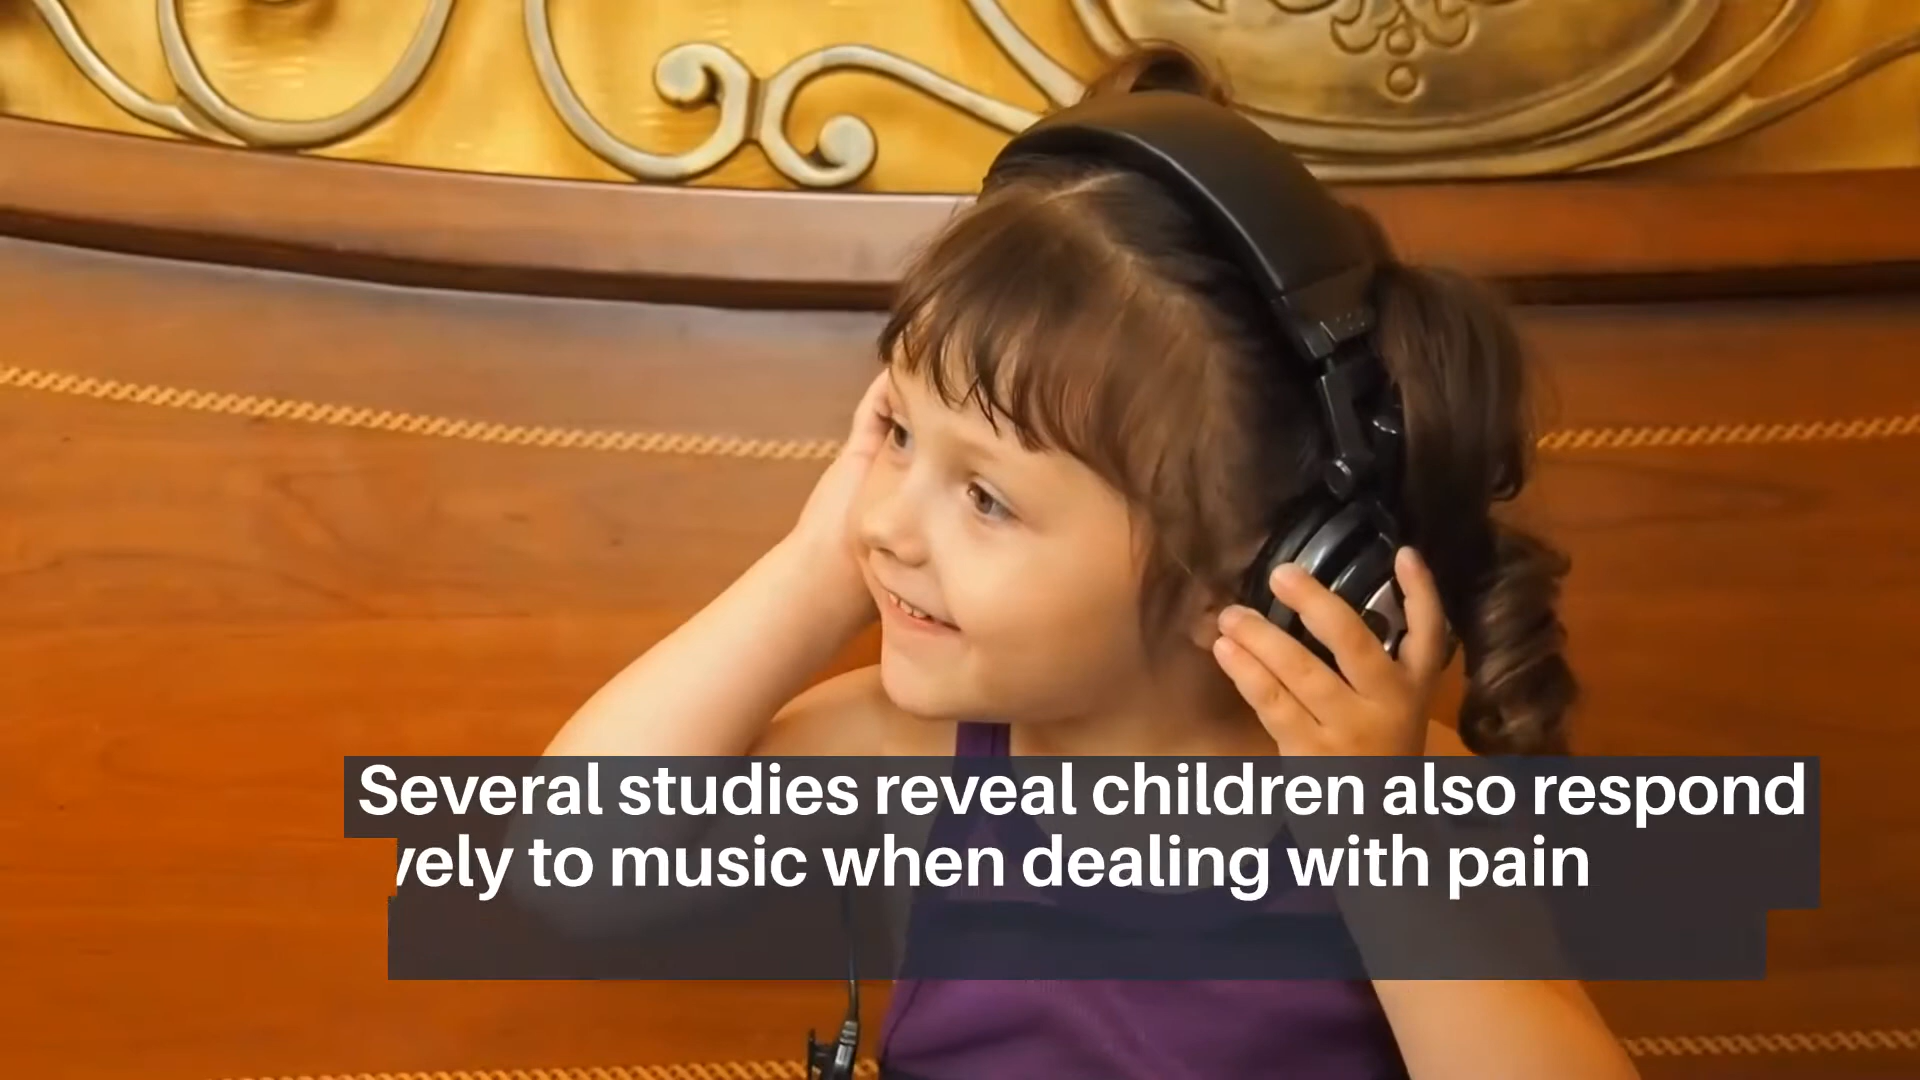 Several studies reveal children also respond
vely to music when dealing with pain